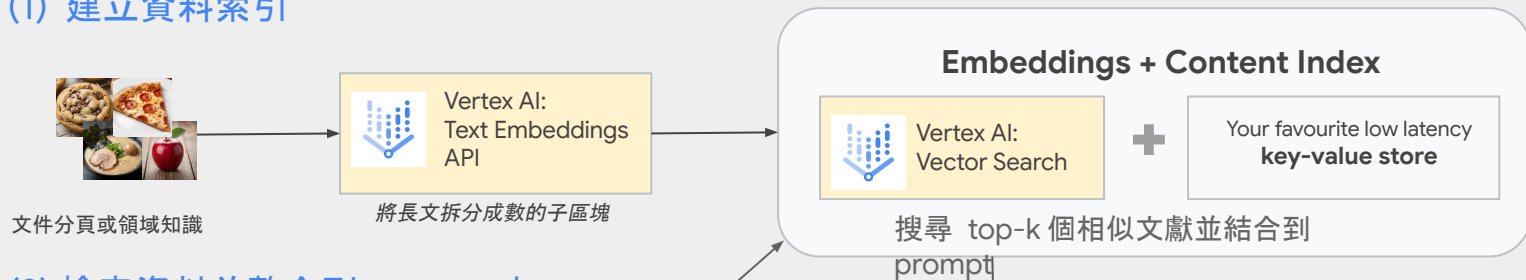 (1) 建立資料索引
Embeddings + Content Index
Vertex AI:
Text Embeddings
API
Vertex AI:
Vector Search
Your favourite low latency
key-value store
文件分頁或領域知識
將長文拆分成數的子區塊
搜尋 top-k 個相似文獻並結合到
prompt